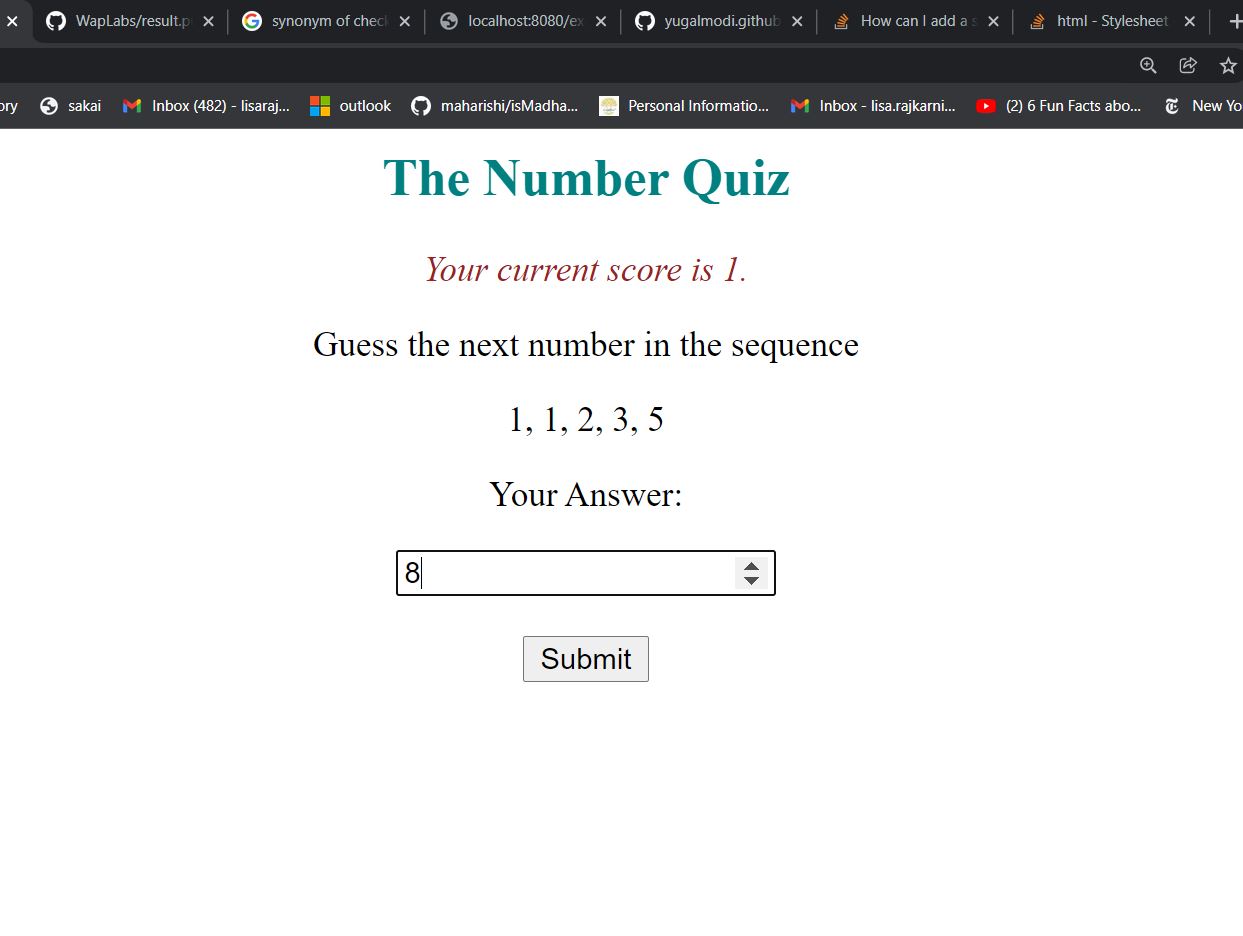 WapLabs/result.p
synonym of chec
localhost:8080/ex
yugalmodi.github
How can I add a s
html - Stylesheet
ory
sakai
Inbox (482) - lisaraj...
outlook
maharishi/isMadha...
Personal Informatio...
Inbox - lisa.rajkarni...
(2) 6 Fun Facts abo...
New Yo
The Number Quiz
Your current score is 1.
Guess the next number in the sequence
1, 1, 2, 3, 5
Your Answer:
8
Submit